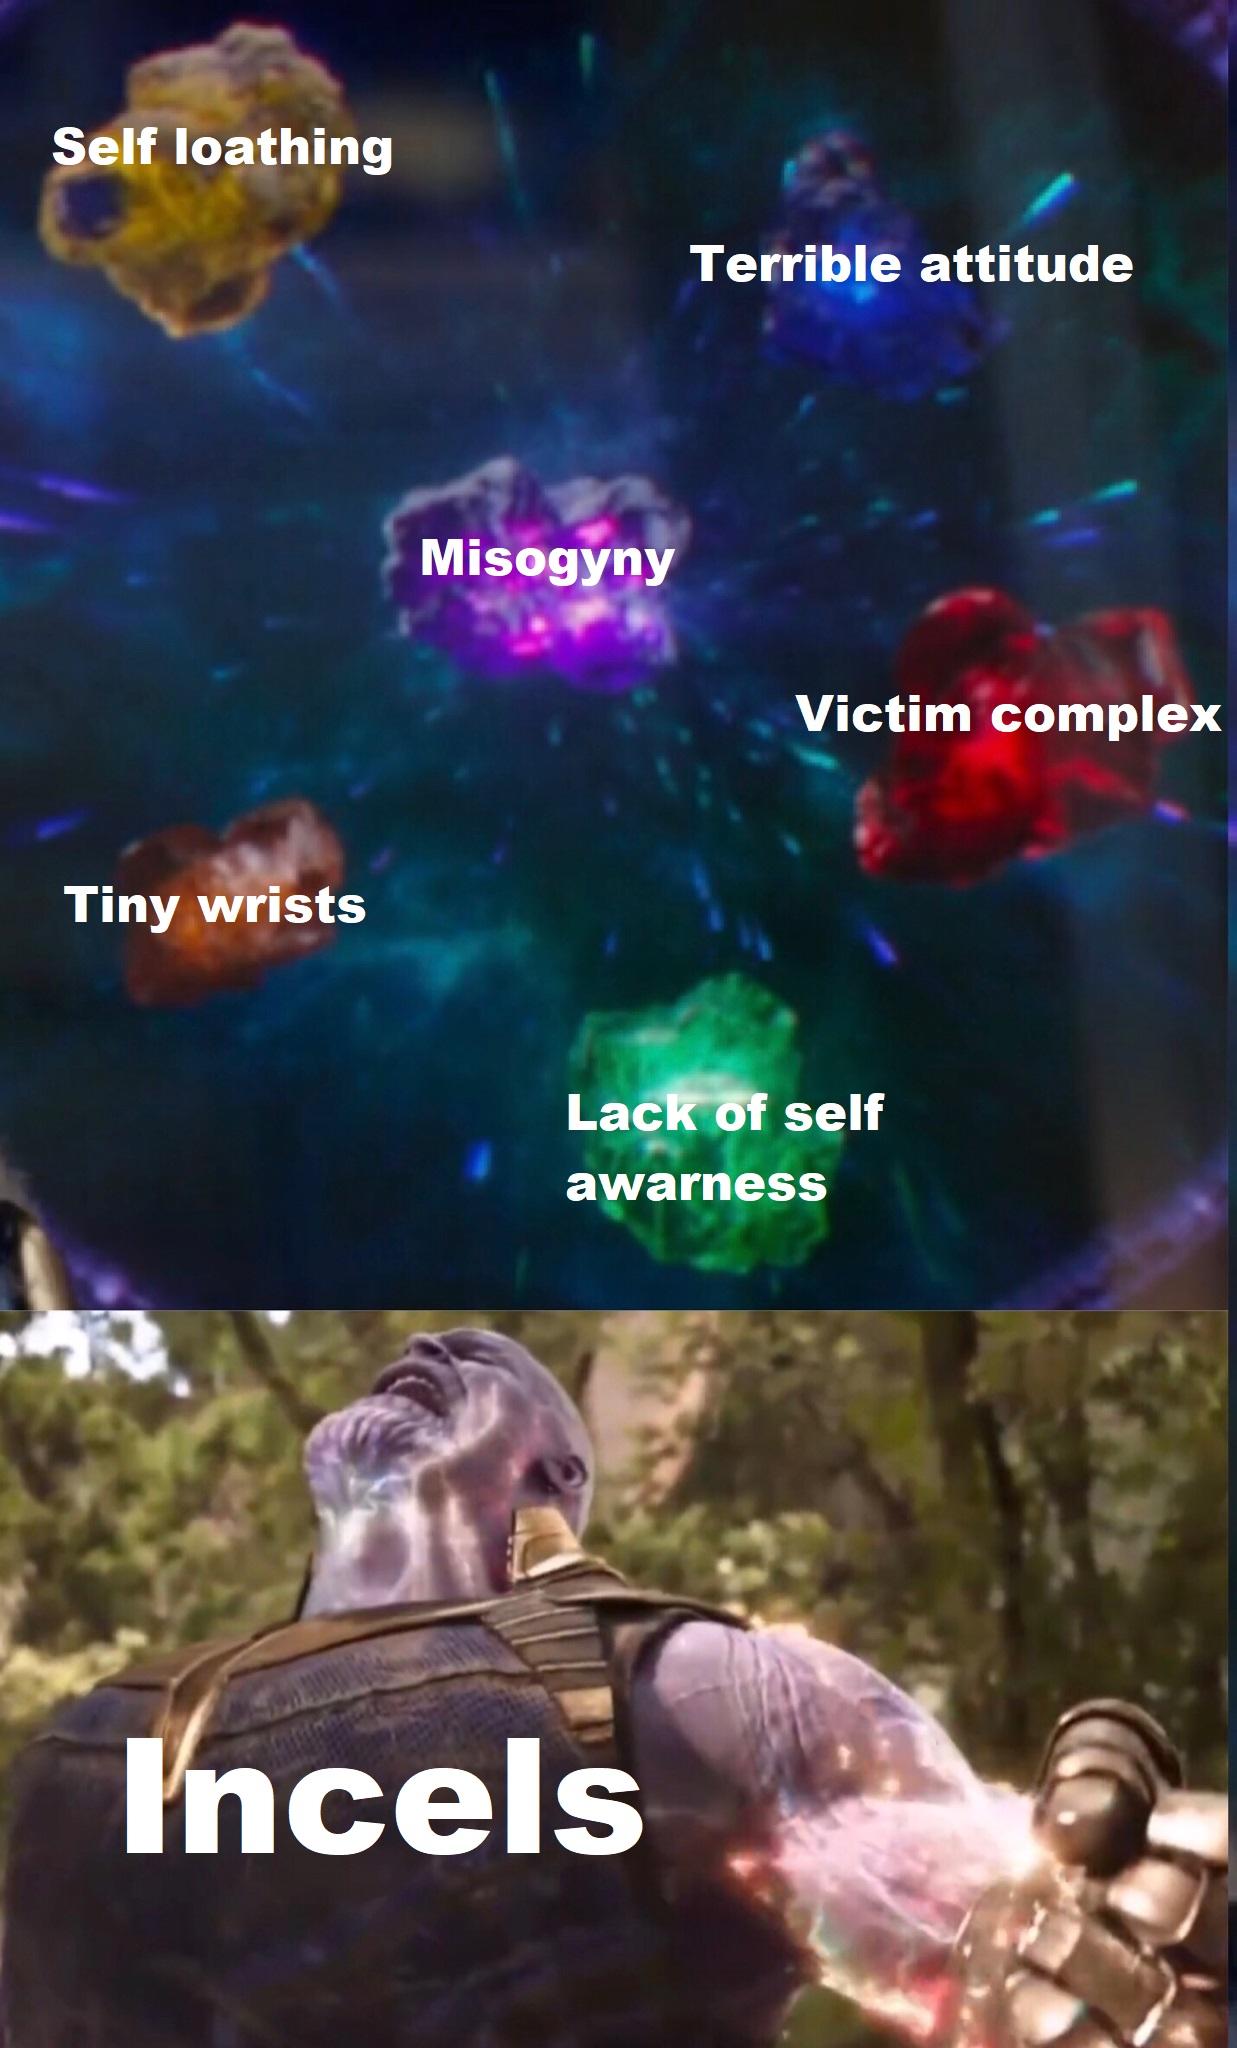 Self loathing
Terrible attitude
Misogyny
Victim complex
Tiny wrists
Lack of self
awarness
Incels